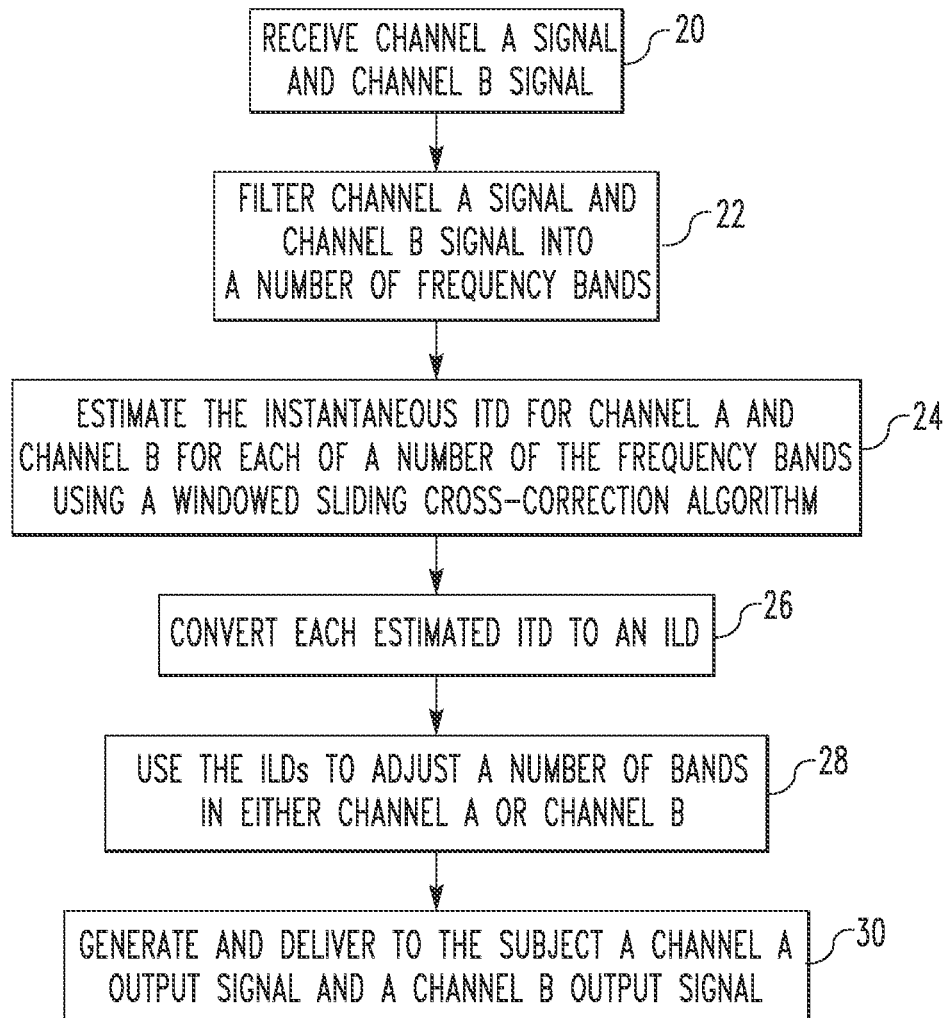 RECEIVE CHANNEL A SIGNAL
AND CHANNEL B SIGNAL
20
FILTER CHANNEL A SIGNAL AND
CHANNEL B SIGNAL INTO
A NUMBER OF FREQUENCY BANDS
22
ESTIMATE THE INSTANTANEOUS ITD FOR CHANNEL A AND
CHANNEL B FOR EACH OF A NUMBER OF THE FREQUENCY BANDS
USING A WINDOWED SLIDING CROSS-CORRECTION ALGORITHM
24
CONVERT EACH ESTIMATED ITD TO AN ILD
26
USE THE ILDs TO ADJUST A NUMBER OF BANDS
IN EITHER CHANNEL A OR CHANNEL B
28
GENERATE AND DELIVER TO THE SUBJECT A CHANNEL A
OUTPUT SIGNAL AND A CHANNEL B OUTPUT SIGNAL
30